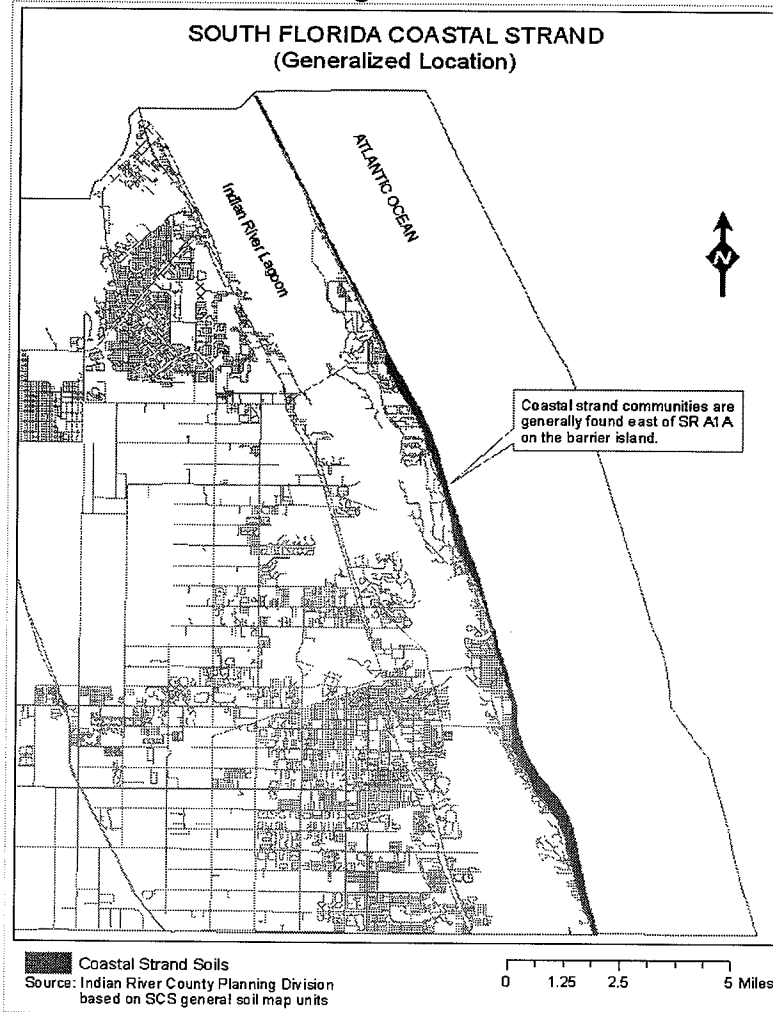 SOUTH FLORIDA COASTAL STRAND
(Generalized Location)
ATLANTIC OCEAN
Indian River Lagoon
N
Coastal strand communities are
generally found east of SR A1A
on the barrier island.
Coastal Strand Soils
Source: Indian River County Planning Division
based on SCS general soil map units
0 1.25 2.5 5 Miles